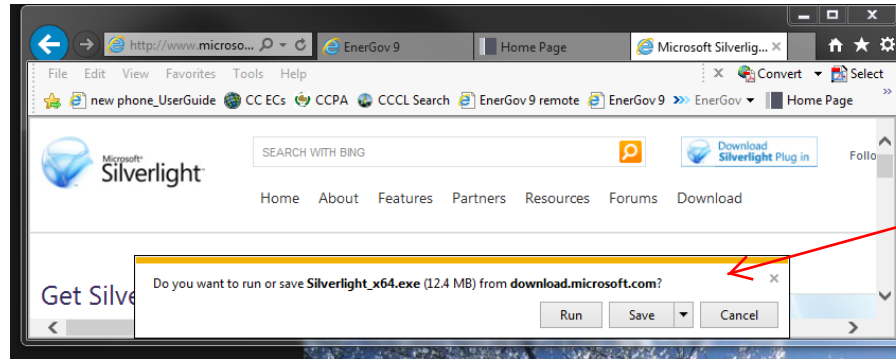 http://www.microso...
EnerGov 9
Home Page
Microsoft Silverlig...
File Edit View Favorites Tools Help
Convert Select
new phone_UserGuide CC ECs CCPA CCCL Search EnerGov 9 remote EnerGov 9 EnerGov Home Page
Microsoft®
Silverlight™
SEARCH WITH BING
Download
Silverlight Plug in
Follo
Home About Features Partners Resources Forums Download
Get Silve
Do you want to run or save Silverlight_x64.exe (12.4 MB) from download.microsoft.com?
Run Save Cancel